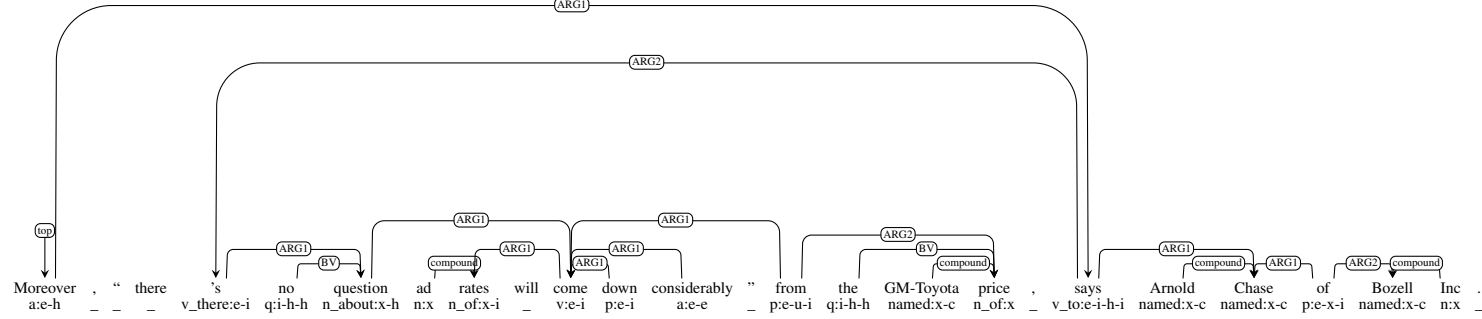 ARG1
ARG2
top ARG1 ARG1
ARG2
ARG1 BV ARG1 ARG1 BV ARG1
compound ARG1 compound compound ARG1 ARG2 compound
Moreover , “ there 's no question ad rates will come down considerably ” from the GM-Toyota price , says Arnold Chase of Bozell Inc .
a:e-h _ _ _ v_there:e-i q:i-h-h n_about:x-h n:x n_of:x-i _ v:e-i p:e-i a:e-e _ p:e-u-i q:i-h-h named:x-c n_of:x _ v_to:e-i-h-i named:x-c named:x-c p:e-x-i named:x-c n:x _